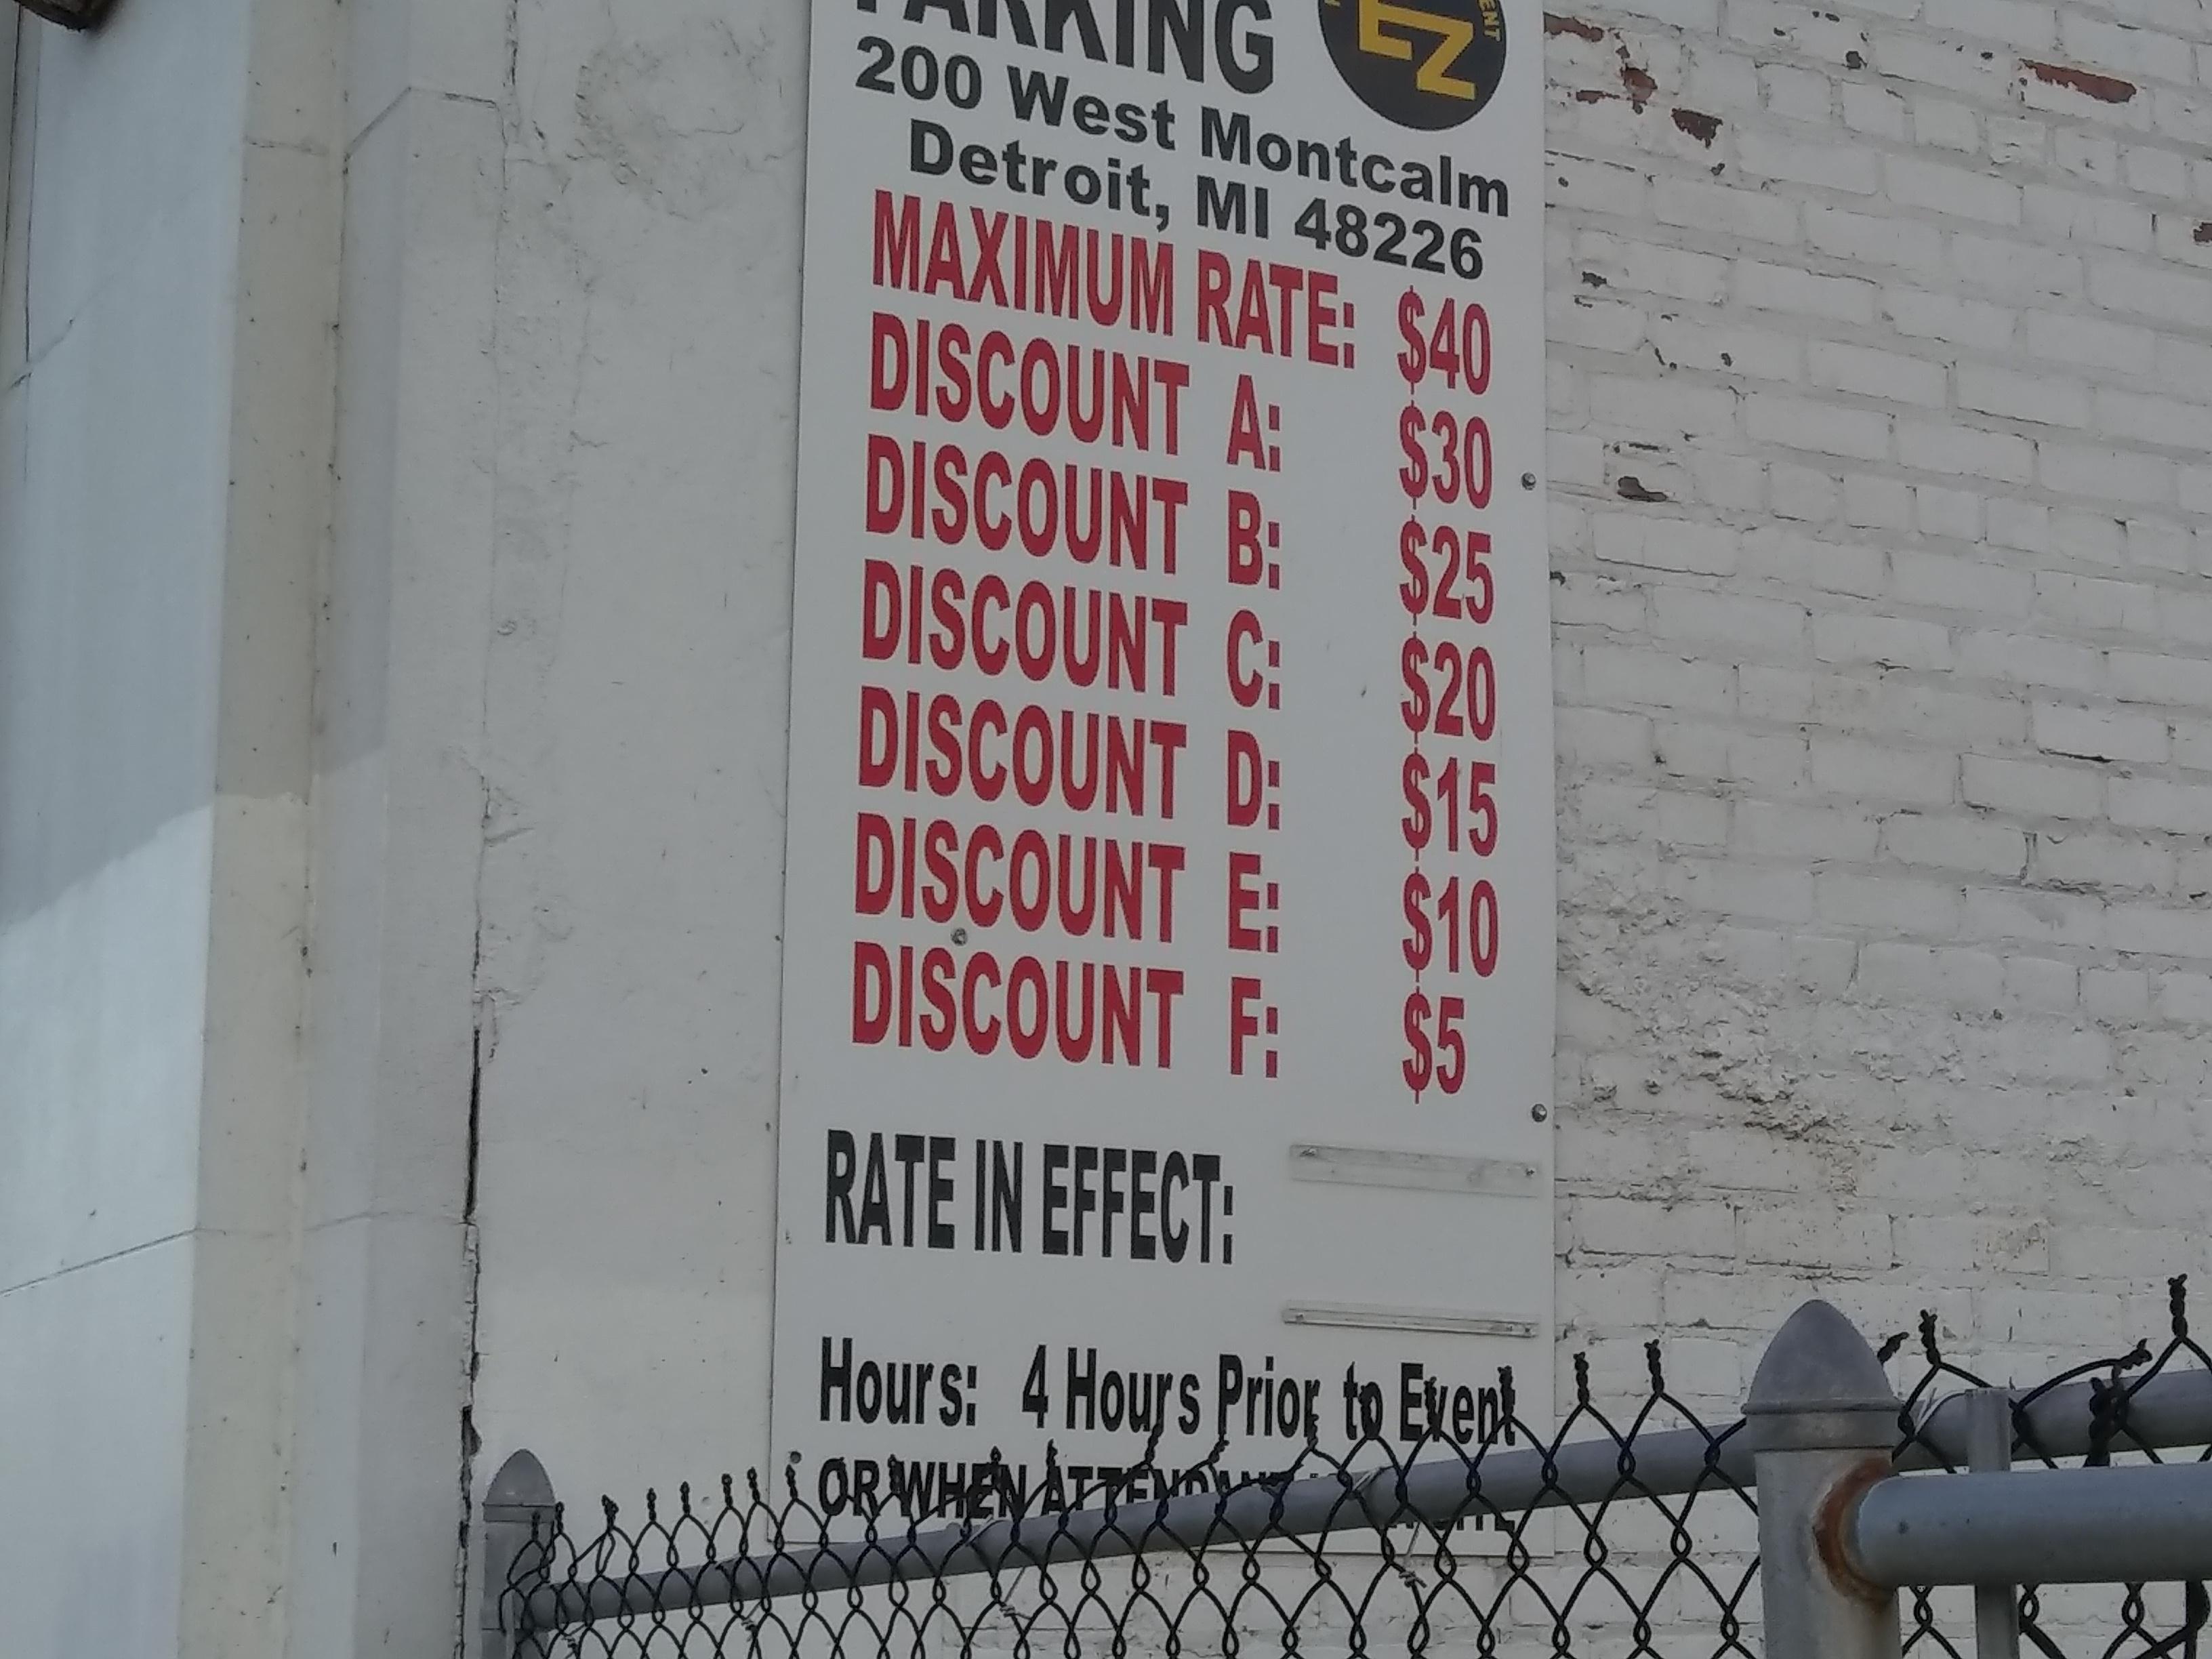 PARKING
EZ
200 West Montcalm
Detroit, MI 48226
MAXIMUM RATE: $40
DISCOUNT A: $30
DISCOUNT B: $25
DISCOUNT C: $20
DISCOUNT D: $15
DISCOUNT E: $10
DISCOUNT F: $5
RATE IN EFFECT:
Hours: 4 Hours Prior to Event
OR WHEN ATTENDANT